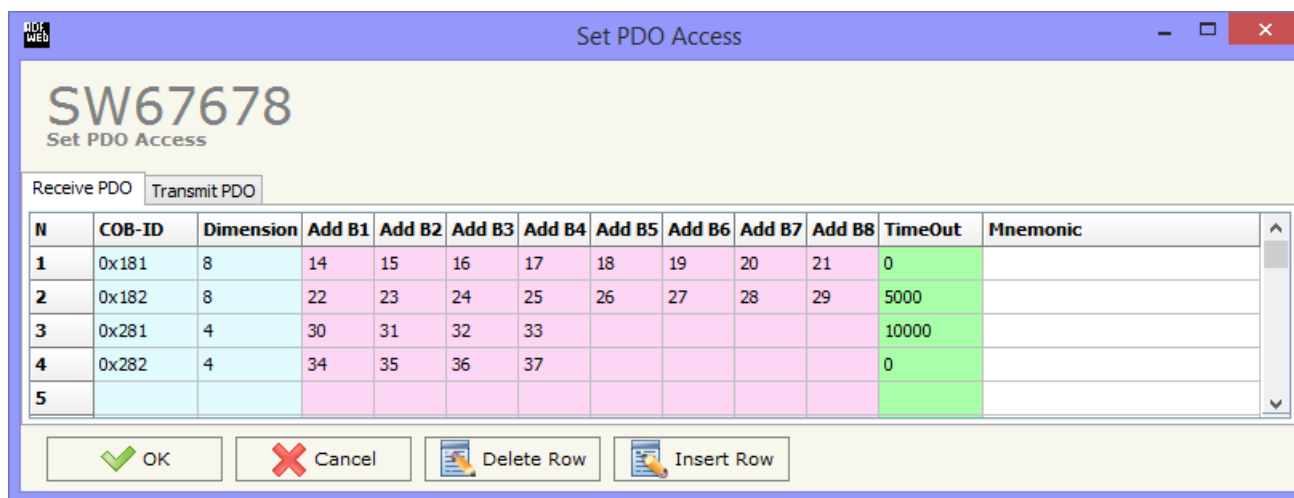 ADF
WEB
Set PDO Access
SW67678
Set PDO Access
Receive PDO Transmit PDO
N COB-ID Dimension Add B1 Add B2 Add B3 Add B4 Add B5 Add B6 Add B7 Add B8 TimeOut Mnemonic
1 0x181 8 14 15 16 17 18 19 20 21 0
2 0x182 8 22 23 24 25 26 27 28 29 5000
3 0x281 4 30 31 32 33 10000
4 0x282 4 34 35 36 37 0
5
OK Cancel Delete Row Insert Row